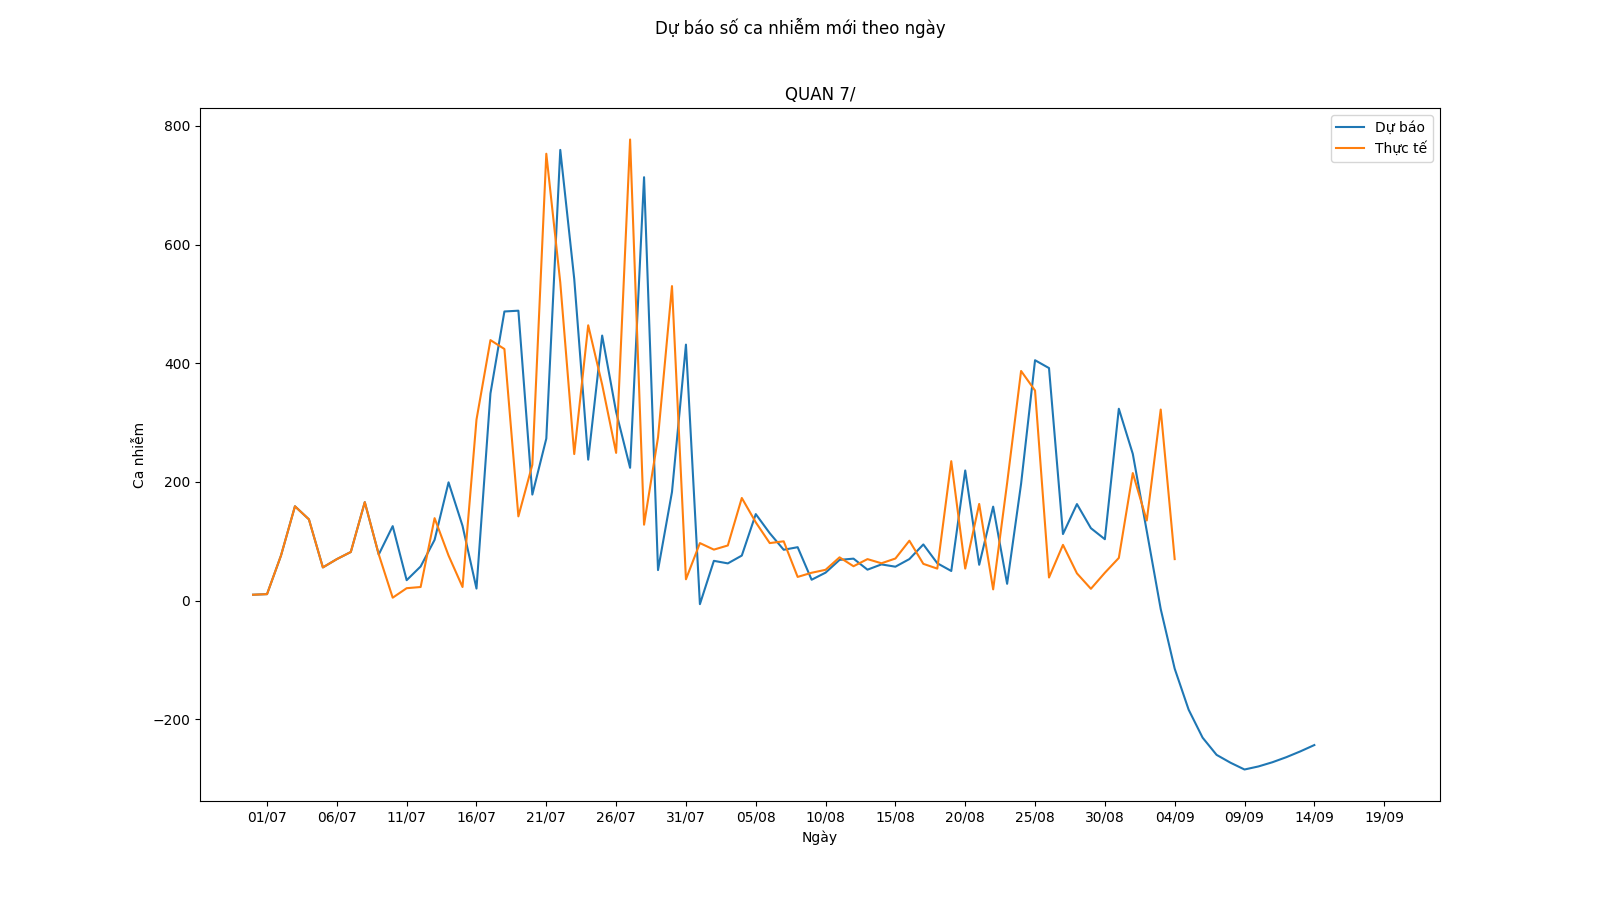 Dự báo số ca nhiễm mới theo ngày
QUAN 7/
Dự báo
Thực tế
800
600
400
200
0
−200
Ca nhiễm
01/07 06/07 11/07 16/07 21/07 26/07 31/07 05/08 10/08 15/08 20/08 25/08 30/08 04/09 09/09 14/09 19/09
Ngày